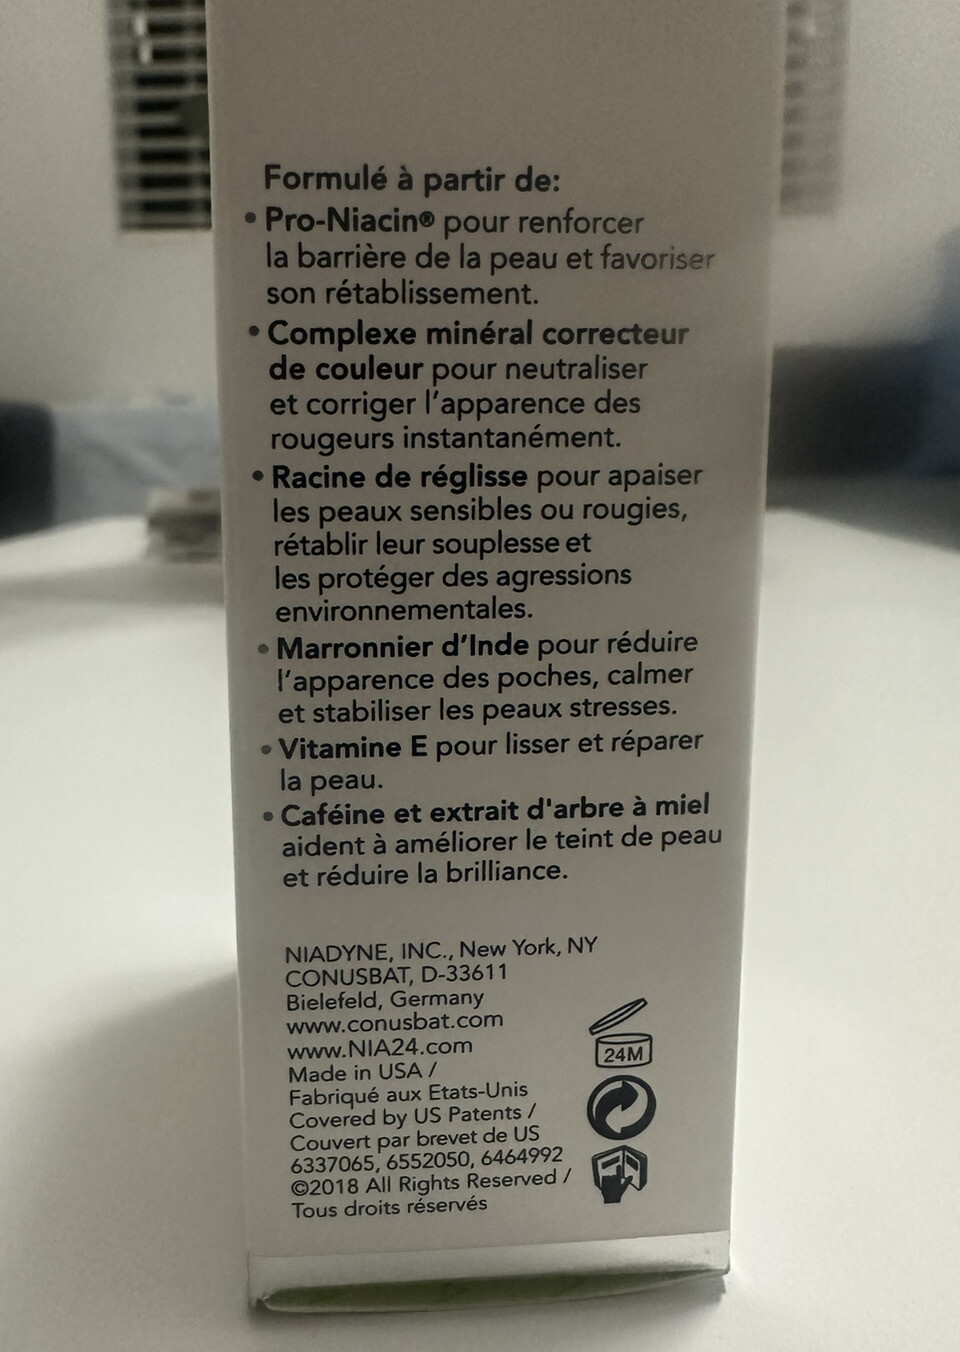 Formulé à partir de:
• Pro-Niacin® pour renforcer
la barrière de la peau et favoriser
son rétablissement.
• Complexe minéral correcteur
de couleur pour neutraliser
et corriger l'apparence des
rougeurs instantanément.
• Racine de réglisse pour apaiser
les peaux sensibles ou rougies,
rétablir leur souplesse et
les protéger des agressions
environnementales.
• Marronnier d'Inde pour réduire
l'apparence des poches, calmer
et stabiliser les peaux stresses.
• Vitamine E pour lisser et réparer
la peau.
• Caféine et extrait d'arbre à miel
aident à améliorer le teint de peau
et réduire la brilliance.
NIADYNE, INC., New York, NY
CONUSBAT, D-33611
Bielefeld, Germany
www.conusbat.com
www.NIA24.com
Made in USA /
Fabriqué aux Etats-Unis
Covered by US Patents /
Couvert par brevet de US
6337065, 6552050, 6464992
©2018 All Rights Reserved /
Tous droits réservés
24M